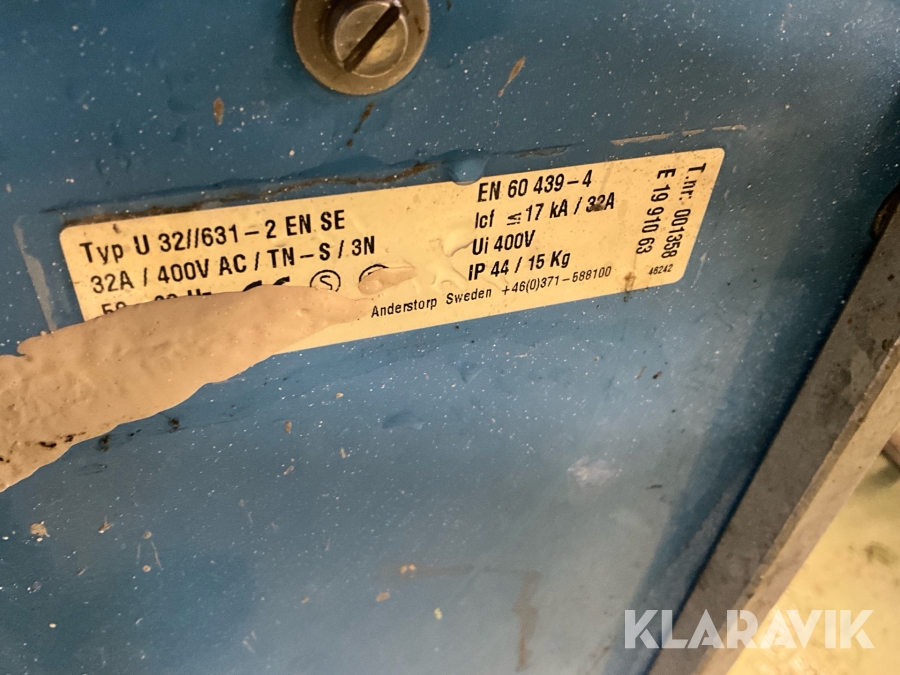 Typ U 32//631-2 EN SE
32A / 400V AC / TN-S / 3N
EN 60 439-4
Icf ≤ 17 kA / 32A
Ui 400V
IP 44 / 15 Kg
Anderstorp Sweden +46(0)371-588100
T.nr: 001358
E 19 910 63
46242
KLARAVIK